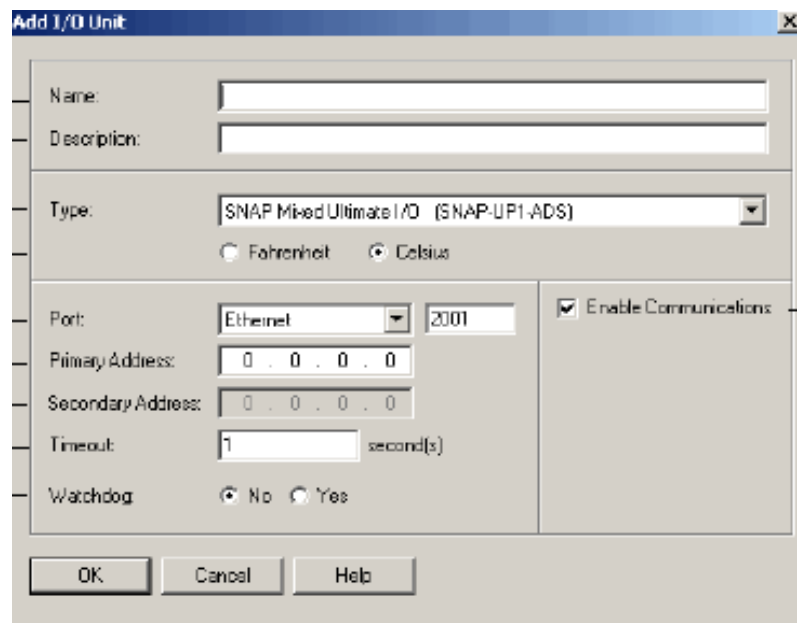 Add I/O Unit
Name:
Description:
Type: SNAP Mixed Ultimate I/O (SNAP-UP1-ADS)
Fahrenheit Celsius
Port: Ethernet 2001
Enable Communications
Primary Address: 0 . 0 . 0 . 0
Secondary Address: 0 . 0 . 0 . 0
Timeout: 1 second(s)
Watchdog: No Yes
OK Cancel Help